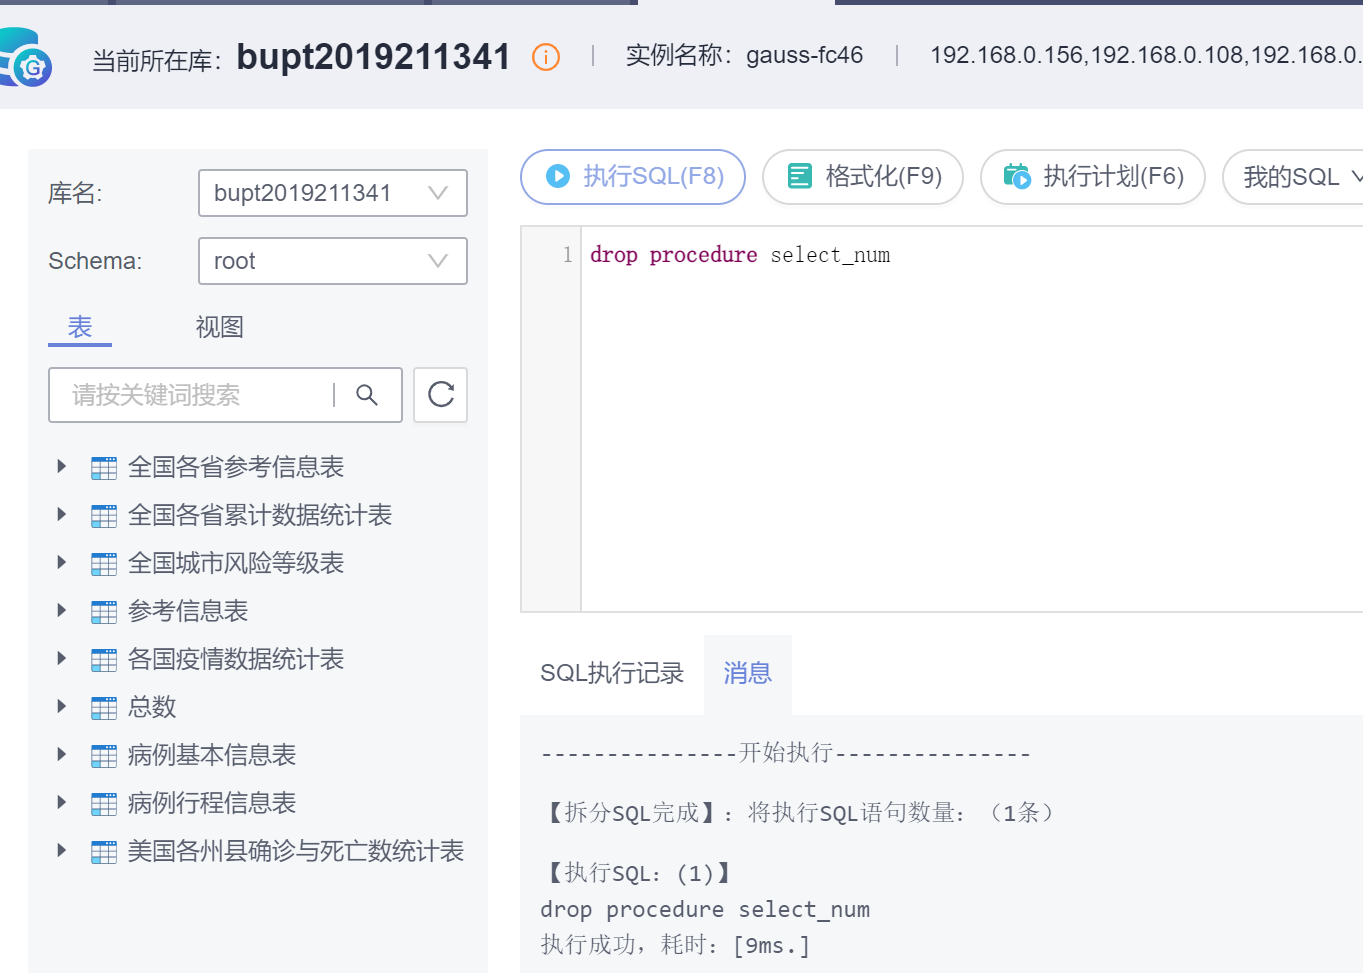 当前所在库: bupt2019211341 | 实例名称: gauss-fc46 | 192.168.0.156,192.168.0.108,192.168.0.
库名: bupt2019211341
Schema: root
表 视图
请按关键词搜索
全国各省参考信息表
全国各省累计数据统计表
全国城市风险等级表
参考信息表
各国疫情数据统计表
总数
病例基本信息表
病例行程信息表
美国各州县确诊与死亡数统计表
执行SQL(F8) 格式化(F9) 执行计划(F6) 我的SQL
1 drop procedure select_num
SQL执行记录 消息
---------------开始执行---------------
【拆分SQL完成】: 将执行SQL语句数量: （1条）
【执行SQL: (1)】
drop procedure select_num
执行成功, 耗时: [9ms.]